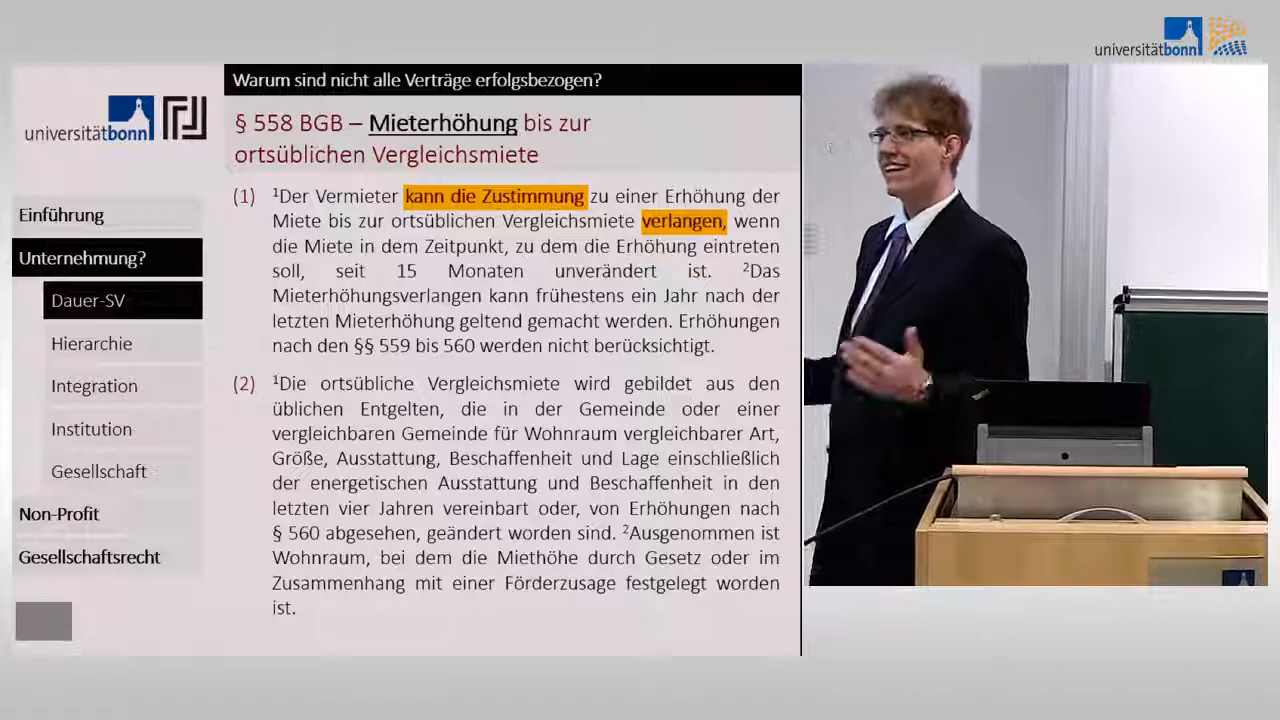 universitätbonn
Warum sind nicht alle Verträge erfolgsbezogen?
universitätbonn
§ 558 BGB – Mieterhöhung bis zur
ortsüblichen Vergleichsmiete
Einführung
Unternehmung?
Dauer-SV
Hierarchie
Integration
Institution
Gesellschaft
Non-Profit
Gesellschaftsrecht
(1) ¹Der Vermieter kann die Zustimmung zu einer Erhöhung der
Miete bis zur ortsüblichen Vergleichsmiete verlangen, wenn
die Miete in dem Zeitpunkt, zu dem die Erhöhung eintreten
soll, seit 15 Monaten unverändert ist. ²Das
Mieterhöhungsverlangen kann frühestens ein Jahr nach der
letzten Mieterhöhung geltend gemacht werden. Erhöhungen
nach den §§ 559 bis 560 werden nicht berücksichtigt.
(2) ¹Die ortsübliche Vergleichsmiete wird gebildet aus den
üblichen Entgelten, die in der Gemeinde oder einer
vergleichbaren Gemeinde für Wohnraum vergleichbarer Art,
Größe, Ausstattung, Beschaffenheit und Lage einschließlich
der energetischen Ausstattung und Beschaffenheit in den
letzten vier Jahren vereinbart oder, von Erhöhungen nach
§ 560 abgesehen, geändert worden sind. ²Ausgenommen ist
Wohnraum, bei dem die Miethöhe durch Gesetz oder im
Zusammenhang mit einer Förderzusage festgelegt worden
ist.